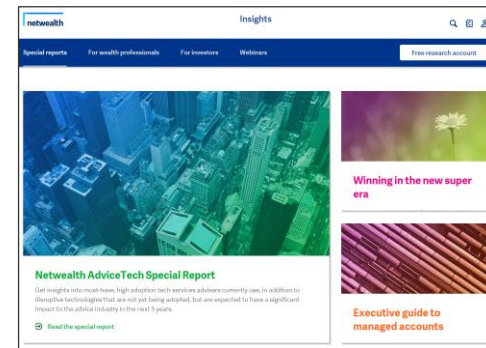 netwealth
Insights
Special reports
For wealth professionals
For investors
Webinars
Free research account
Netwealth AdviceTech Special Report
Get insights into must-have, high adoption tech services advisers currently use, in addition to
disruptive technologies that are not yet being adopted, but are expected to have a significant
impact to the advice industry in the next 5 years.
Read the special report
Winning in the new super
era
Executive guide to
managed accounts